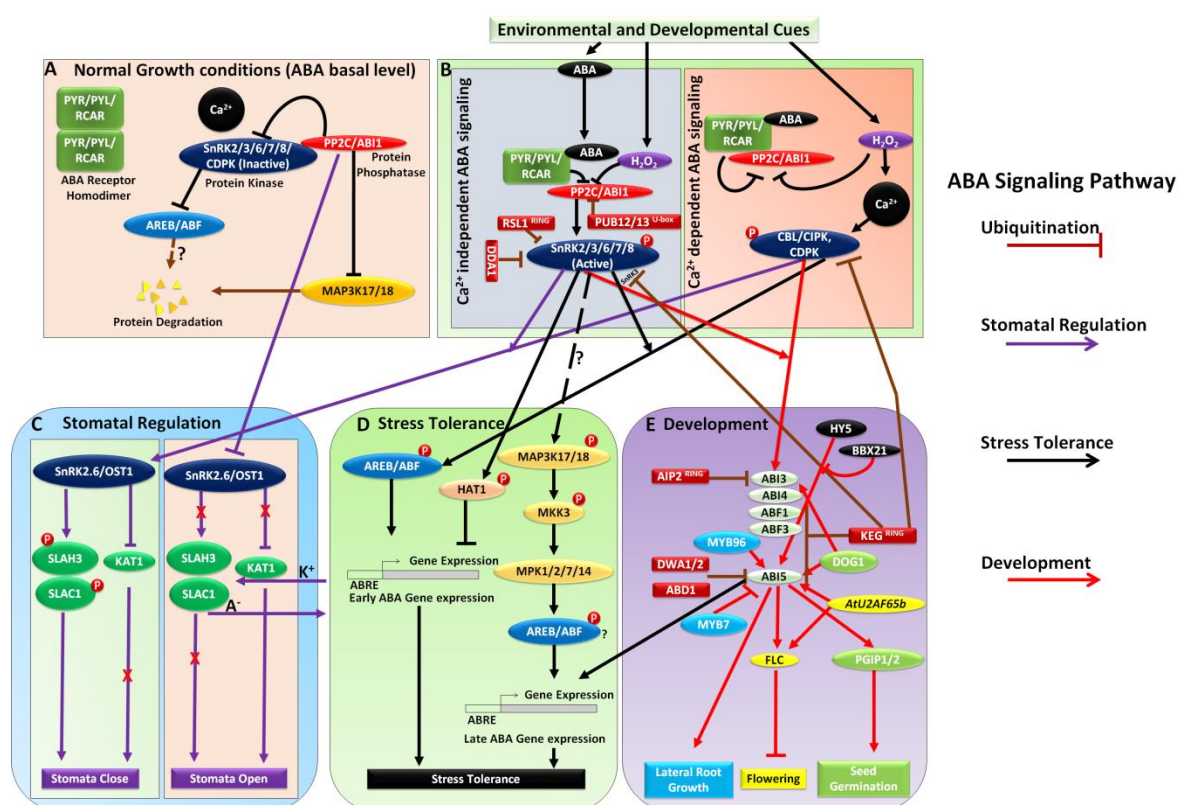 Environmental and Developmental Cues
A
Normal Growth conditions (ABA basal level)
PYR/PYL/
RCAR
PYR/PYL/
RCAR
ABA Receptor
Homodimer
Ca²⁺
SnRK2/3/6/7/8/
CDPK (Inactive)
Protein Kinase
PP2C/ABI1
Protein
Phosphatase
AREB/ABF
?
MAP3K17/18
Protein Degradation
B
Ca²⁺ independent ABA signaling
ABA
ABA
PYR/PYL/
RCAR
H₂O₂
PP2C/ABI1
PUB12/13 U-box
RSL1 RING
DDA1
SnRK2/3/6/7/8
(Active)
P
SnRK3
?
Ca²⁺ dependent ABA signaling
PYR/PYL/
RCAR
ABA
PP2C/ABI1
H₂O₂
Ca²⁺
P
CBL/CIPK,
CDPK
ABA Signaling Pathway
Ubiquitination
Stomatal Regulation
Stress Tolerance
Development
C
Stomatal Regulation
SnRK2.6/OST1
P
SLAH3
SLAC1
P
KAT1
X
Stomata Close
SnRK2.6/OST1
X
X
SLAH3
SLAC1
KAT1
K⁺
A⁻
X
Stomata Open
D
Stress Tolerance
AREB/ABF
P
HAT1
P
Gene Expression
ABRE
Early ABA Gene expression
MAP3K17/18
P
MKK3
P
MPK1/2/7/14
AREB/ABF
P
?
Gene Expression
ABRE
Late ABA Gene expression
Stress Tolerance
E
Development
HY5
BBX21
AIP2 RING
ABI3
ABI4
ABF1
ABF3
KEG RING
MYB96
DOG1
DWA1/2
ABD1
ABI5
AtU2AF65b
MYB7
FLC
PGIP1/2
Lateral Root
Growth
Flowering
Seed
Germination